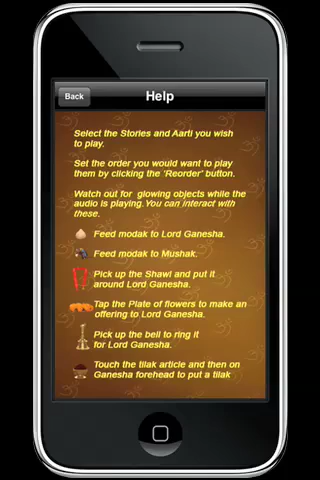 Back
Help
Select the Stories and Aarti you wish
to play.
Set the order you would want to play
them by clicking the 'Reorder' button.
Watch out for glowing objects while the
audio is playing.You can interact with
these.
Feed modak to Lord Ganesha.
Feed modak to Mushak.
Pick up the Shawl and put it
around Lord Ganesha.
Tap the Plate of flowers to make an
offering to Lord Ganesha.
Pick up the bell to ring it
for Lord Ganesha.
Touch the tilak article and then on
Ganesha forehead to put a tilak